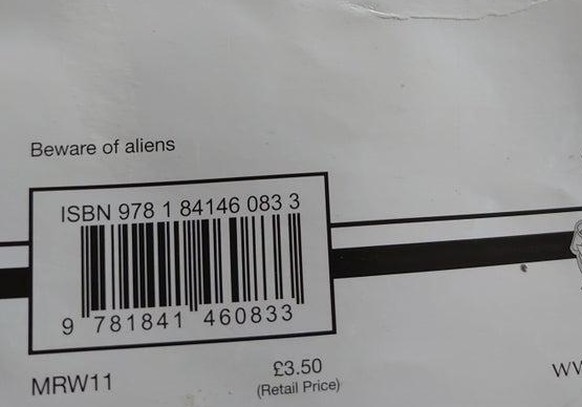 Beware of aliens
ISBN 978 1 84146 083 3
9 781841 460833
MRW11
£3.50
(Retail Price)